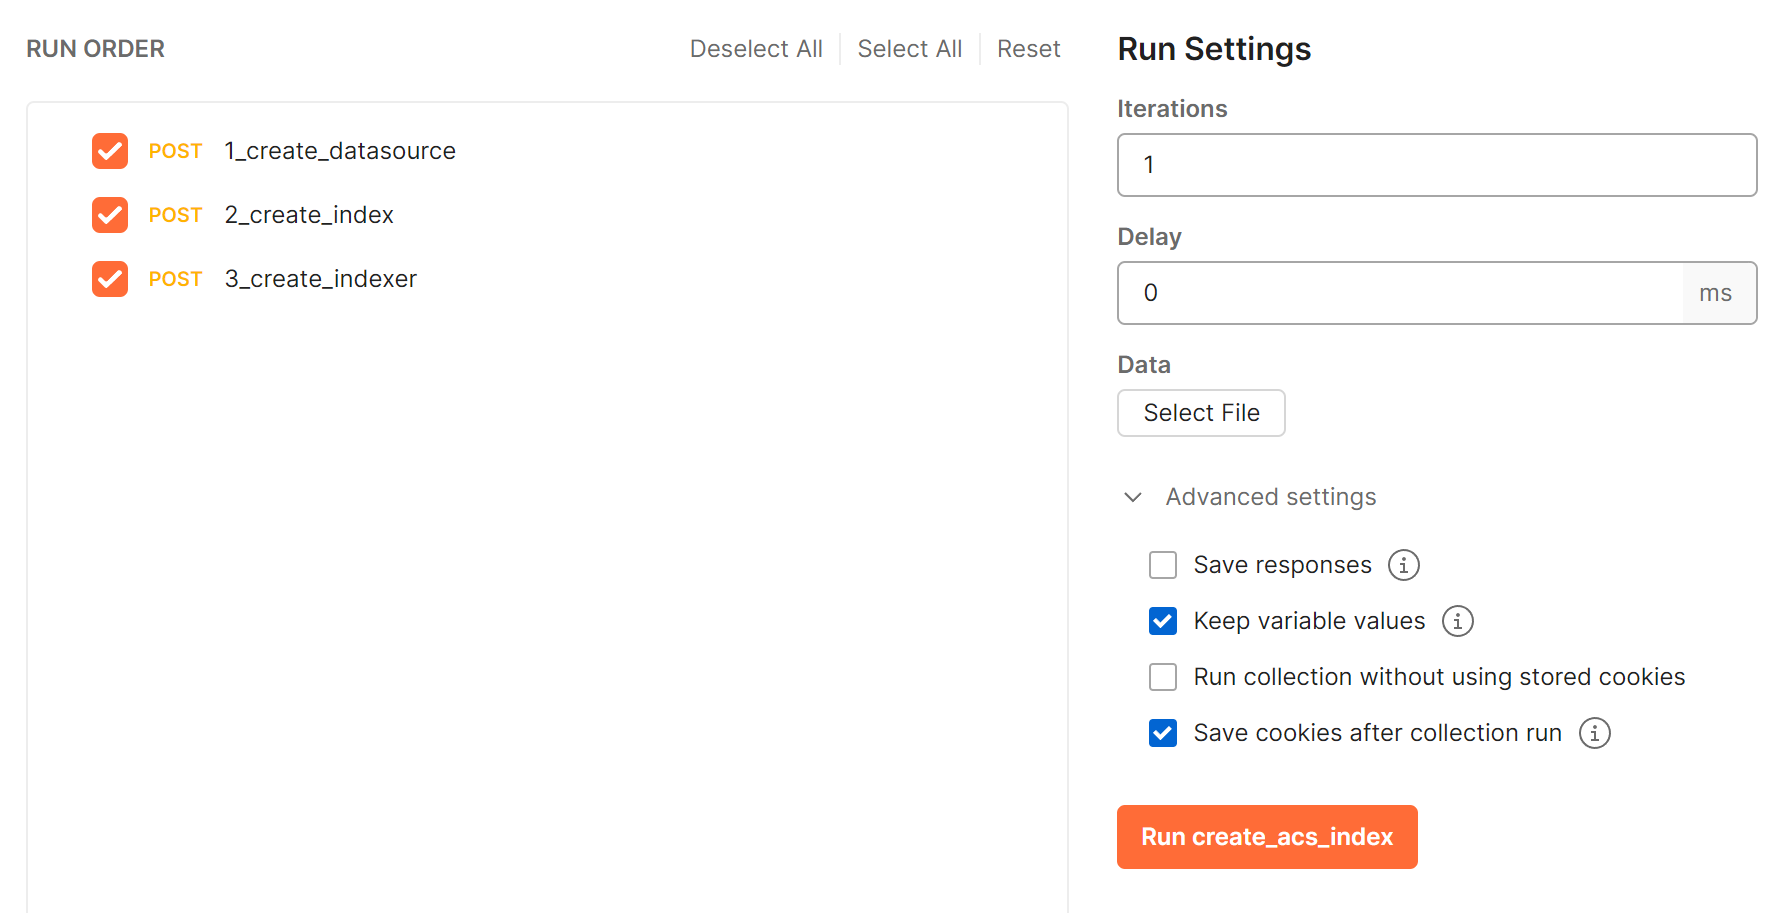 RUN ORDER
Deselect All
Select All
Reset
POST 1_create_datasource
POST 2_create_index
POST 3_create_indexer
Run Settings
Iterations
1
Delay
0 ms
Data
Select File
Advanced settings
Save responses
Keep variable values
Run collection without using stored cookies
Save cookies after collection run
Run create_acs_index